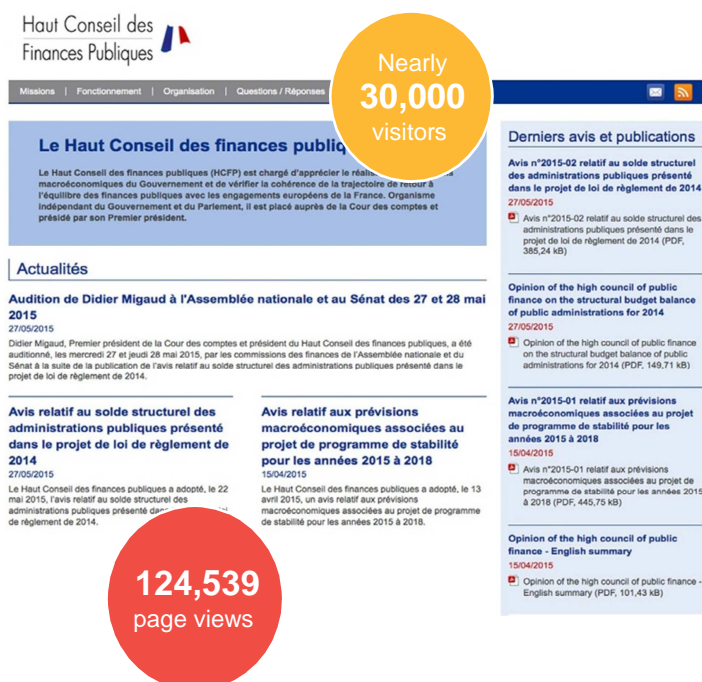 Haut Conseil des
Finances Publiques
Nearly
30,000
visitors
Missions | Fonctionnement | Organisation | Questions / Réponses
Le Haut Conseil des finances publiq
Le Haut Conseil des finances publiques (HCFP) est chargé d'apprécier le
macroéconomiques du Gouvernement et de vérifier la cohérence de la trajectoire de retour à
l'équilibre des finances publiques avec les engagements européens de la France. Organisme
indépendant du Gouvernement et du Parlement, il est placé auprès de la Cour des comptes et
présidé par son Premier président.
Actualités
Audition de Didier Migaud à l'Assemblée nationale et au Sénat des 27 et 28 mai
2015
27/05/2015
Didier Migaud, Premier président de la Cour des comptes et président du Haut Conseil des finances publiques, a été
auditionné, les mercredi 27 et jeudi 28 mai 2015, par les commissions des finances de l'Assemblée nationale et du
Sénat à la suite de la publication de l'avis relatif au solde structurel des administrations publiques présenté dans le
projet de loi de règlement de 2014.
Avis relatif au solde structurel des
administrations publiques présenté
dans le projet de loi de règlement de
2014
27/05/2015
Le Haut Conseil des finances publiques a adopté, le 22
mai 2015, l'avis relatif au solde structurel des
administrations publiques présenté
de règlement de 2014.
Avis relatif aux prévisions
macroéconomiques associées au
projet de programme de stabilité
pour les années 2015 à 2018
15/04/2015
Le Haut Conseil des finances publiques a adopté, le 13
avril 2015, un avis relatif aux prévisions
macroéconomiques associées au projet de programme
de stabilité pour les années 2015 à 2018.
124,539
page views
Derniers avis et publications
Avis n°2015-02 relatif au solde structurel
des administrations publiques présenté
dans le projet de loi de règlement de 2014
27/05/2015
Avis n°2015-02 relatif au solde structurel des
administrations publiques présenté dans le
projet de loi de règlement de 2014 (PDF,
385,24 kB)
Opinion of the high council of public
finance on the structural budget balance
of public administrations for 2014
27/05/2015
Opinion of the high council of public finance
on the structural budget balance of public
administrations for 2014 (PDF, 149,71 kB)
Avis n°2015-01 relatif aux prévisions
macroéconomiques associées au projet
de programme de stabilité pour les
années 2015 à 2018
15/04/2015
Avis n°2015-01 relatif aux prévisions
macroéconomiques associées au projet de
programme de stabilité pour les années 2015
à 2018 (PDF, 445,75 kB)
Opinion of the high council of public
finance - English summary
15/04/2015
Opinion of the high council of public finance -
English summary (PDF, 101,43 kB)